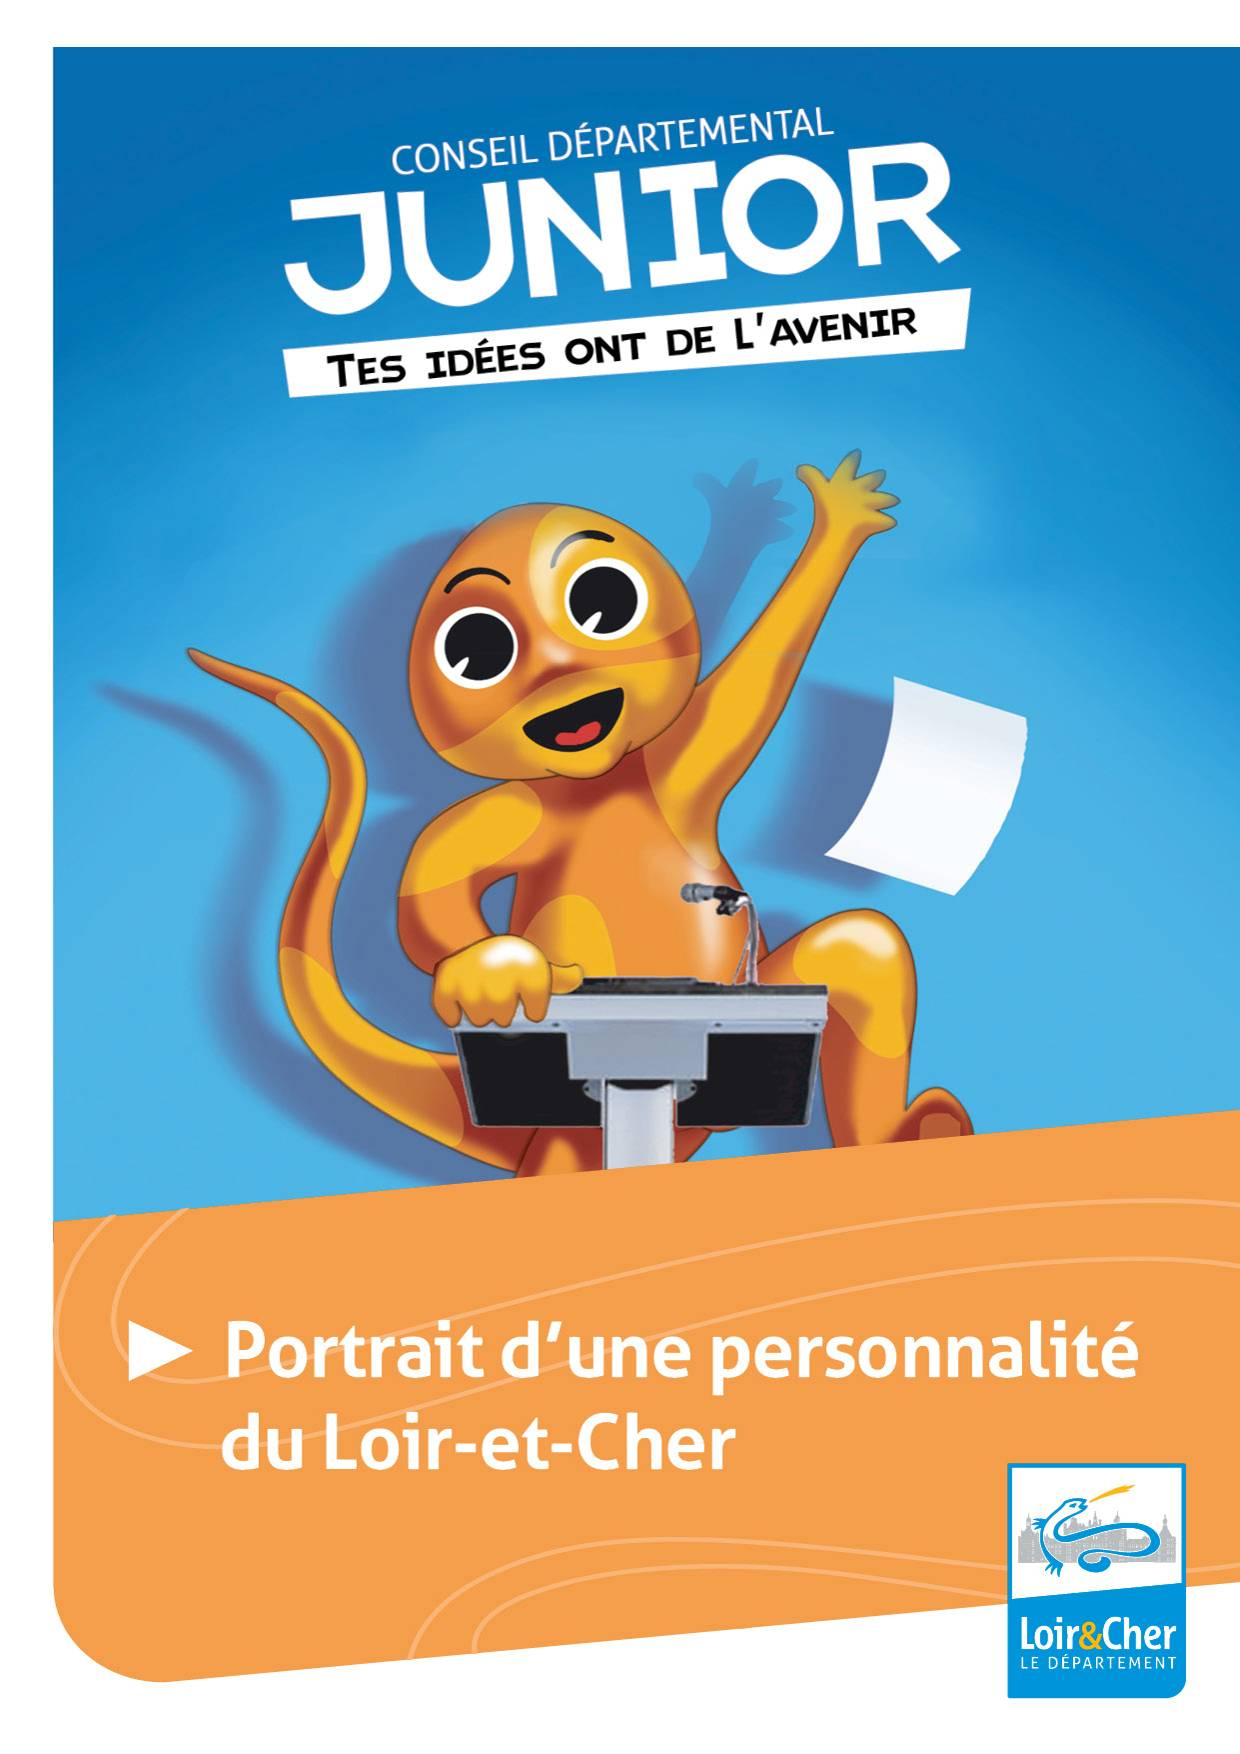 CONSEIL DÉPARTEMENTAL
JUNIOR
TES IDÉES ONT DE L'AVENIR
Portrait d’une personnalité
du Loir-et-Cher
Loir&Cher
LE DÉPARTEMENT